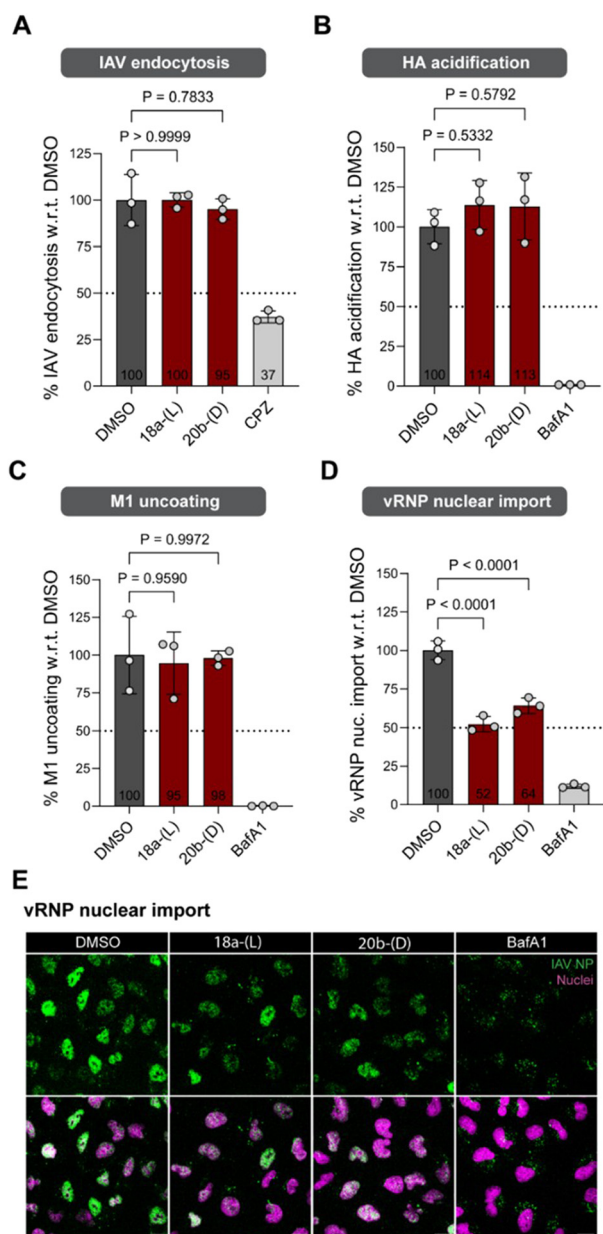 A
IAV endocytosis
P = 0.7833
P > 0.9999
% IAV endocytosis w.r.t. DMSO
125
100
75
50
25
0
100
100
95
37
DMSO
18a-(L)
20b-(D)
CPZ
B
HA acidification
P = 0.5792
P = 0.5332
% HA acidification w.r.t. DMSO
150
125
100
75
50
25
0
100
114
113
DMSO
18a-(L)
20b-(D)
BafA1
C
M1 uncoating
P = 0.9972
P = 0.9590
% M1 uncoating w.r.t. DMSO
150
125
100
75
50
25
0
100
95
98
DMSO
18a-(L)
20b-(D)
BafA1
D
vRNP nuclear import
P < 0.0001
P < 0.0001
% vRNP nuc. import w.r.t. DMSO
150
125
100
75
50
25
0
100
52
64
DMSO
18a-(L)
20b-(D)
BafA1
E
vRNP nuclear import
DMSO
18a-(L)
20b-(D)
BafA1
IAV NP
Nuclei